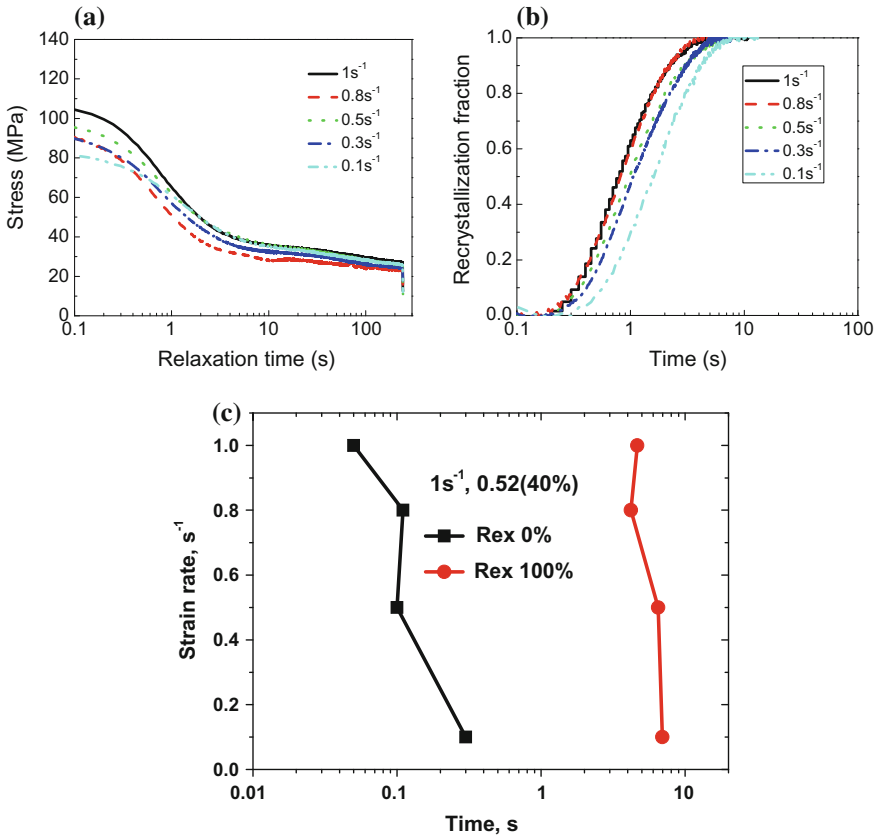 (a)
140
120
100
80
60
40
20
0
Stress (MPa)
1s⁻¹
0.8s⁻¹
0.5s⁻¹
0.3s⁻¹
0.1s⁻¹
0.1 1 10 100
Relaxation time (s)
(b)
1.0
0.8
0.6
0.4
0.2
0.0
Recrystallization fraction
1s⁻¹
0.8s⁻¹
0.5s⁻¹
0.3s⁻¹
0.1s⁻¹
0.1 1 10 100
Time (s)
(c)
1.0
0.8
0.6
0.4
0.2
0.0
Strain rate, s⁻¹
1s⁻¹, 0.52(40%)
Rex 0%
Rex 100%
0.01 0.1 1 10
Time, s